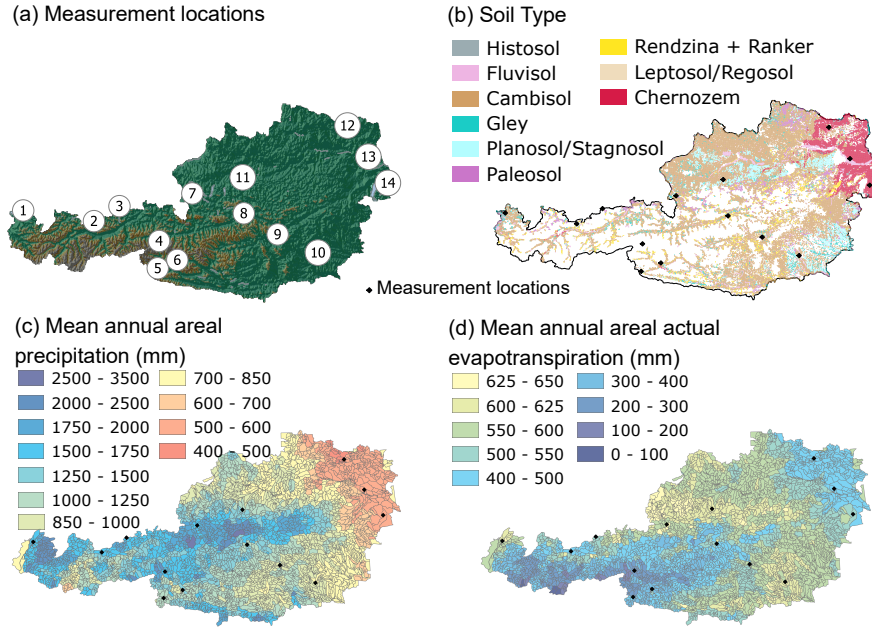 (a) Measurement locations
1
2
3
4
5
6
7
8
9
10
11
12
13
14
Measurement locations
(b) Soil Type
Histosol
Fluvisol
Cambisol
Gley
Planosol/Stagnosol
Paleosol
Rendzina + Ranker
Leptosol/Regosol
Chernozem
(c) Mean annual areal
precipitation (mm)
2500 - 3500
2000 - 2500
1750 - 2000
1500 - 1750
1250 - 1500
1000 - 1250
850 - 1000
700 - 850
600 - 700
500 - 600
400 - 500
(d) Mean annual areal actual
evapotranspiration (mm)
625 - 650
600 - 625
550 - 600
500 - 550
400 - 500
300 - 400
200 - 300
100 - 200
0 - 100